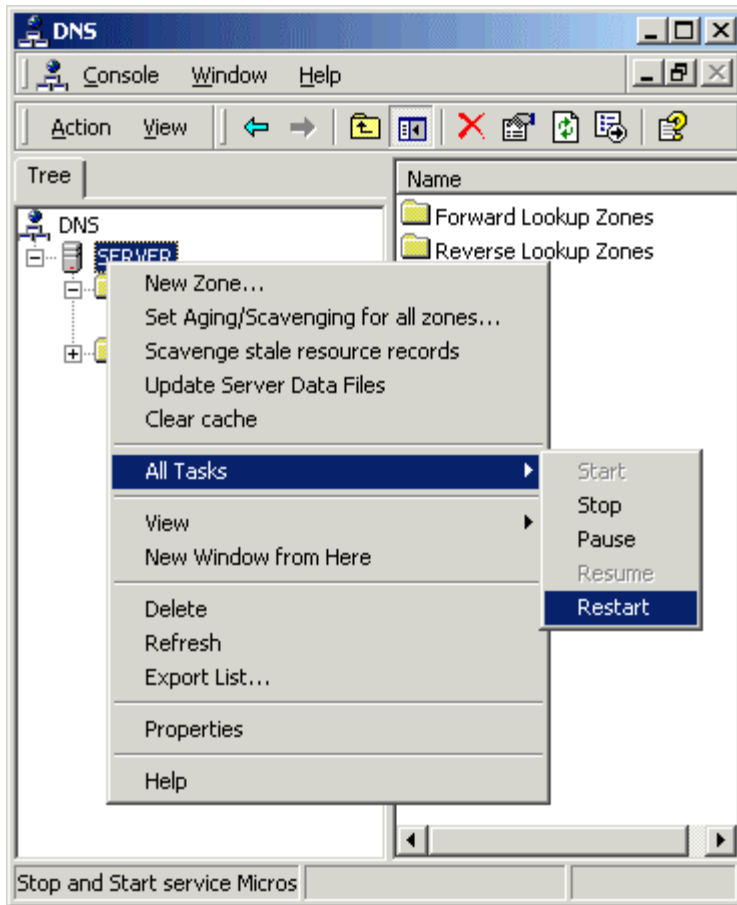 DNS
Console Window Help
Action View
Tree
Name
DNS
Forward Lookup Zones
SERVER
Reverse Lookup Zones
New Zone...
Set Aging/Scavenging for all zones...
Scavenge stale resource records
Update Server Data Files
Clear cache
All Tasks
Start
Stop
View
Pause
New Window from Here
Resume
Delete
Restart
Refresh
Export List...
Properties
Help
Stop and Start service Micros